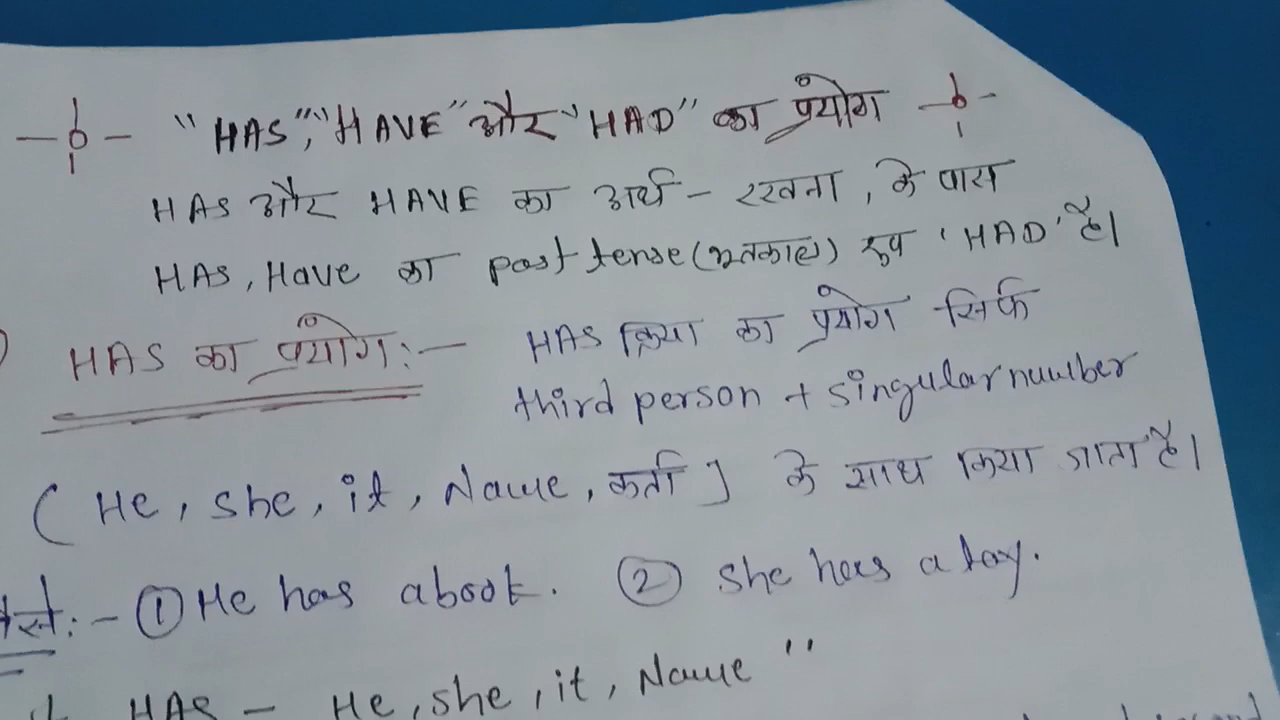 "HAS", "HAVE" और "HAD" का प्रयोग
HAS और HAVE का अर्थ - रखना, के पास
HAS, Have का past tense (भूतकाल) रूप 'HAD' है।
HAS का प्रयोग :- HAS क्रिया का प्रयोग सिर्फ
third person + singular number
( He, she, it, Name, कर्ता ] के साथ किया जाता है।
जैसे :- ① He has a book. ② she has a toy.
HAS - He, she, it, Name "